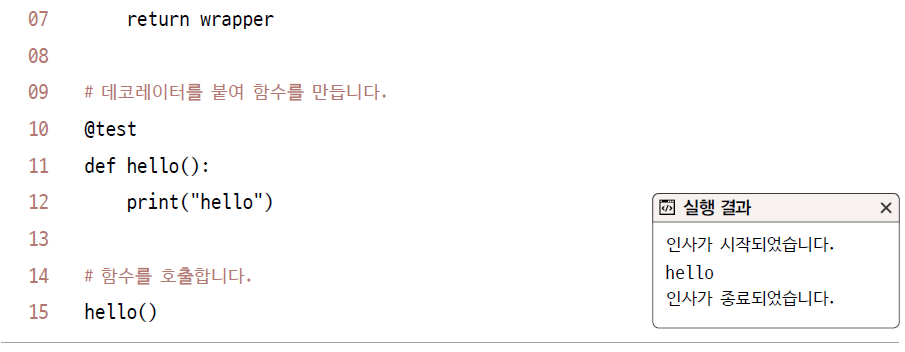 07 return wrapper
08
09 # 데코레이터를 붙여 함수를 만듭니다.
10 @test
11 def hello():
12 print("hello")
13
14 # 함수를 호출합니다.
15 hello()
실행 결과
인사가 시작되었습니다.
hello
인사가 종료되었습니다.